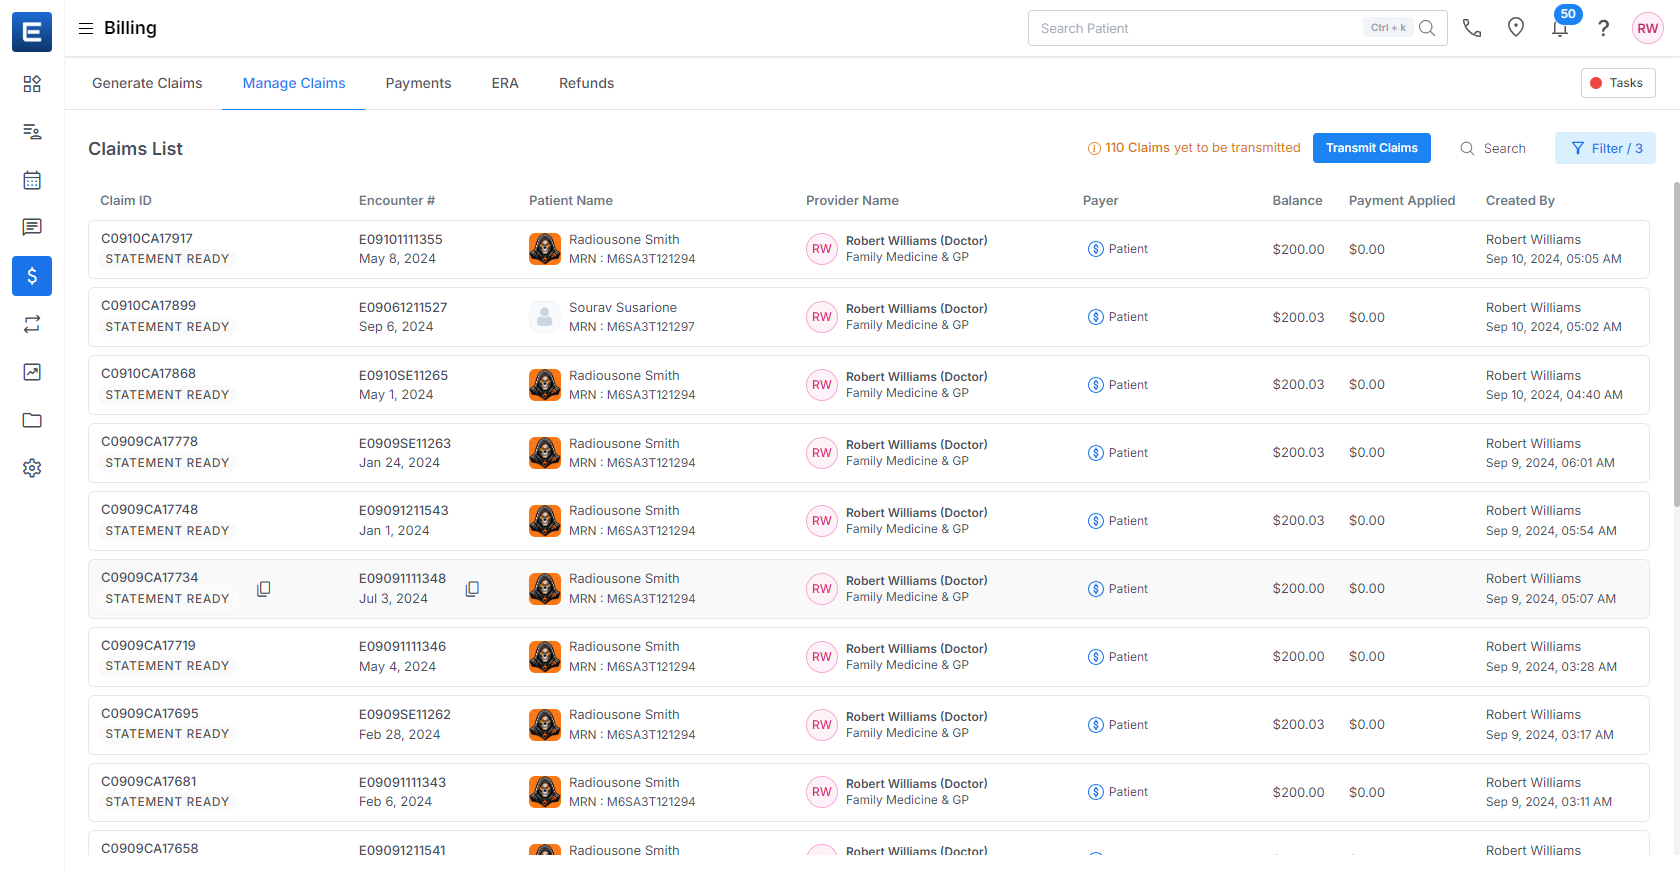 E
Billing
Search Patient
Ctrl + k
50
?
RW
Generate Claims
Manage Claims
Payments
ERA
Refunds
Tasks
Claims List
110 Claims yet to be transmitted
Transmit Claims
Search
Filter / 3
Claim ID
Encounter #
Patient Name
Provider Name
Payer
Balance
Payment Applied
Created By
C0910CA17917
STATEMENT READY
E09101111355
May 8, 2024
Radiousone Smith
MRN : M6SA3T121294
RW
Robert Williams (Doctor)
Family Medicine & GP
Patient
$200.00
$0.00
Robert Williams
Sep 10, 2024, 05:05 AM
C0910CA17899
STATEMENT READY
E09061211527
Sep 6, 2024
Sourav Susarione
MRN : M6SA3T121297
RW
Robert Williams (Doctor)
Family Medicine & GP
Patient
$200.03
$0.00
Robert Williams
Sep 10, 2024, 05:02 AM
C0910CA17868
STATEMENT READY
E0910SE11265
May 1, 2024
Radiousone Smith
MRN : M6SA3T121294
RW
Robert Williams (Doctor)
Family Medicine & GP
Patient
$200.03
$0.00
Robert Williams
Sep 10, 2024, 04:40 AM
C0909CA17778
STATEMENT READY
E0909SE11263
Jan 24, 2024
Radiousone Smith
MRN : M6SA3T121294
RW
Robert Williams (Doctor)
Family Medicine & GP
Patient
$200.03
$0.00
Robert Williams
Sep 9, 2024, 06:01 AM
C0909CA17748
STATEMENT READY
E09091211543
Jan 1, 2024
Radiousone Smith
MRN : M6SA3T121294
RW
Robert Williams (Doctor)
Family Medicine & GP
Patient
$200.03
$0.00
Robert Williams
Sep 9, 2024, 05:54 AM
C0909CA17734
STATEMENT READY
E09091111348
Jul 3, 2024
Radiousone Smith
MRN : M6SA3T121294
RW
Robert Williams (Doctor)
Family Medicine & GP
Patient
$200.00
$0.00
Robert Williams
Sep 9, 2024, 05:07 AM
C0909CA17719
STATEMENT READY
E09091111346
May 4, 2024
Radiousone Smith
MRN : M6SA3T121294
RW
Robert Williams (Doctor)
Family Medicine & GP
Patient
$200.00
$0.00
Robert Williams
Sep 9, 2024, 03:28 AM
C0909CA17695
STATEMENT READY
E0909SE11262
Feb 28, 2024
Radiousone Smith
MRN : M6SA3T121294
RW
Robert Williams (Doctor)
Family Medicine & GP
Patient
$200.03
$0.00
Robert Williams
Sep 9, 2024, 03:17 AM
C0909CA17681
STATEMENT READY
E09091111343
Feb 6, 2024
Radiousone Smith
MRN : M6SA3T121294
RW
Robert Williams (Doctor)
Family Medicine & GP
Patient
$200.00
$0.00
Robert Williams
Sep 9, 2024, 03:11 AM
C0909CA17658
E09091211541
Radiousone Smith
Robert Williams (Doctor)
Robert Williams